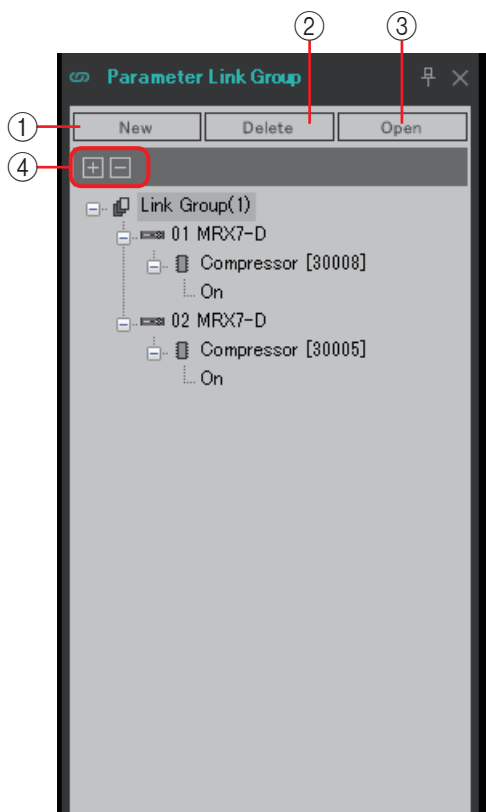 ② ③
Parameter Link Group
① New Delete Open
④
Link Group(1)
01 MRX7-D
Compressor [30008]
On
02 MRX7-D
Compressor [30005]
On